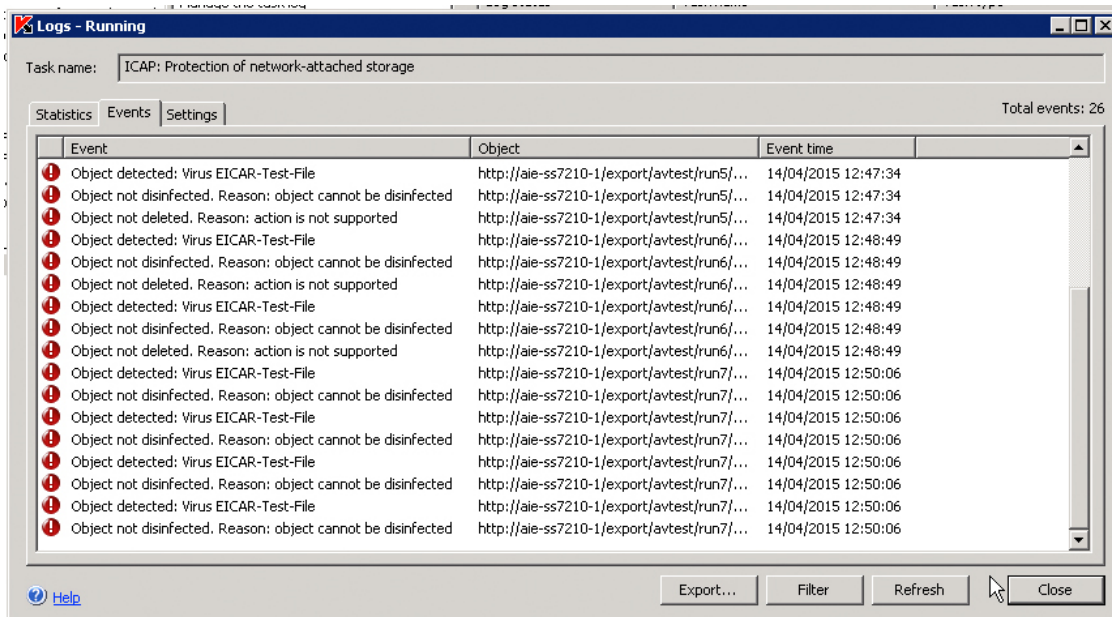 Logs - Running
Task name: ICAP: Protection of network-attached storage
Statistics Events Settings Total events: 26
Event Object Event time
Object detected: Virus EICAR-Test-File http://aie-ss7210-1/export/avtest/run5/... 14/04/2015 12:47:34
Object not disinfected. Reason: object cannot be disinfected http://aie-ss7210-1/export/avtest/run5/... 14/04/2015 12:47:34
Object not deleted. Reason: action is not supported http://aie-ss7210-1/export/avtest/run5/... 14/04/2015 12:47:34
Object detected: Virus EICAR-Test-File http://aie-ss7210-1/export/avtest/run6/... 14/04/2015 12:48:49
Object not disinfected. Reason: object cannot be disinfected http://aie-ss7210-1/export/avtest/run6/... 14/04/2015 12:48:49
Object not deleted. Reason: action is not supported http://aie-ss7210-1/export/avtest/run6/... 14/04/2015 12:48:49
Object detected: Virus EICAR-Test-File http://aie-ss7210-1/export/avtest/run6/... 14/04/2015 12:48:49
Object not disinfected. Reason: object cannot be disinfected http://aie-ss7210-1/export/avtest/run6/... 14/04/2015 12:48:49
Object not deleted. Reason: action is not supported http://aie-ss7210-1/export/avtest/run6/... 14/04/2015 12:48:49
Object detected: Virus EICAR-Test-File http://aie-ss7210-1/export/avtest/run7/... 14/04/2015 12:50:06
Object not disinfected. Reason: object cannot be disinfected http://aie-ss7210-1/export/avtest/run7/... 14/04/2015 12:50:06
Object detected: Virus EICAR-Test-File http://aie-ss7210-1/export/avtest/run7/... 14/04/2015 12:50:06
Object not disinfected. Reason: object cannot be disinfected http://aie-ss7210-1/export/avtest/run7/... 14/04/2015 12:50:06
Object detected: Virus EICAR-Test-File http://aie-ss7210-1/export/avtest/run7/... 14/04/2015 12:50:06
Object not disinfected. Reason: object cannot be disinfected http://aie-ss7210-1/export/avtest/run7/... 14/04/2015 12:50:06
Object detected: Virus EICAR-Test-File http://aie-ss7210-1/export/avtest/run7/... 14/04/2015 12:50:06
Object not disinfected. Reason: object cannot be disinfected http://aie-ss7210-1/export/avtest/run7/... 14/04/2015 12:50:06
Help Export... Filter Refresh Close